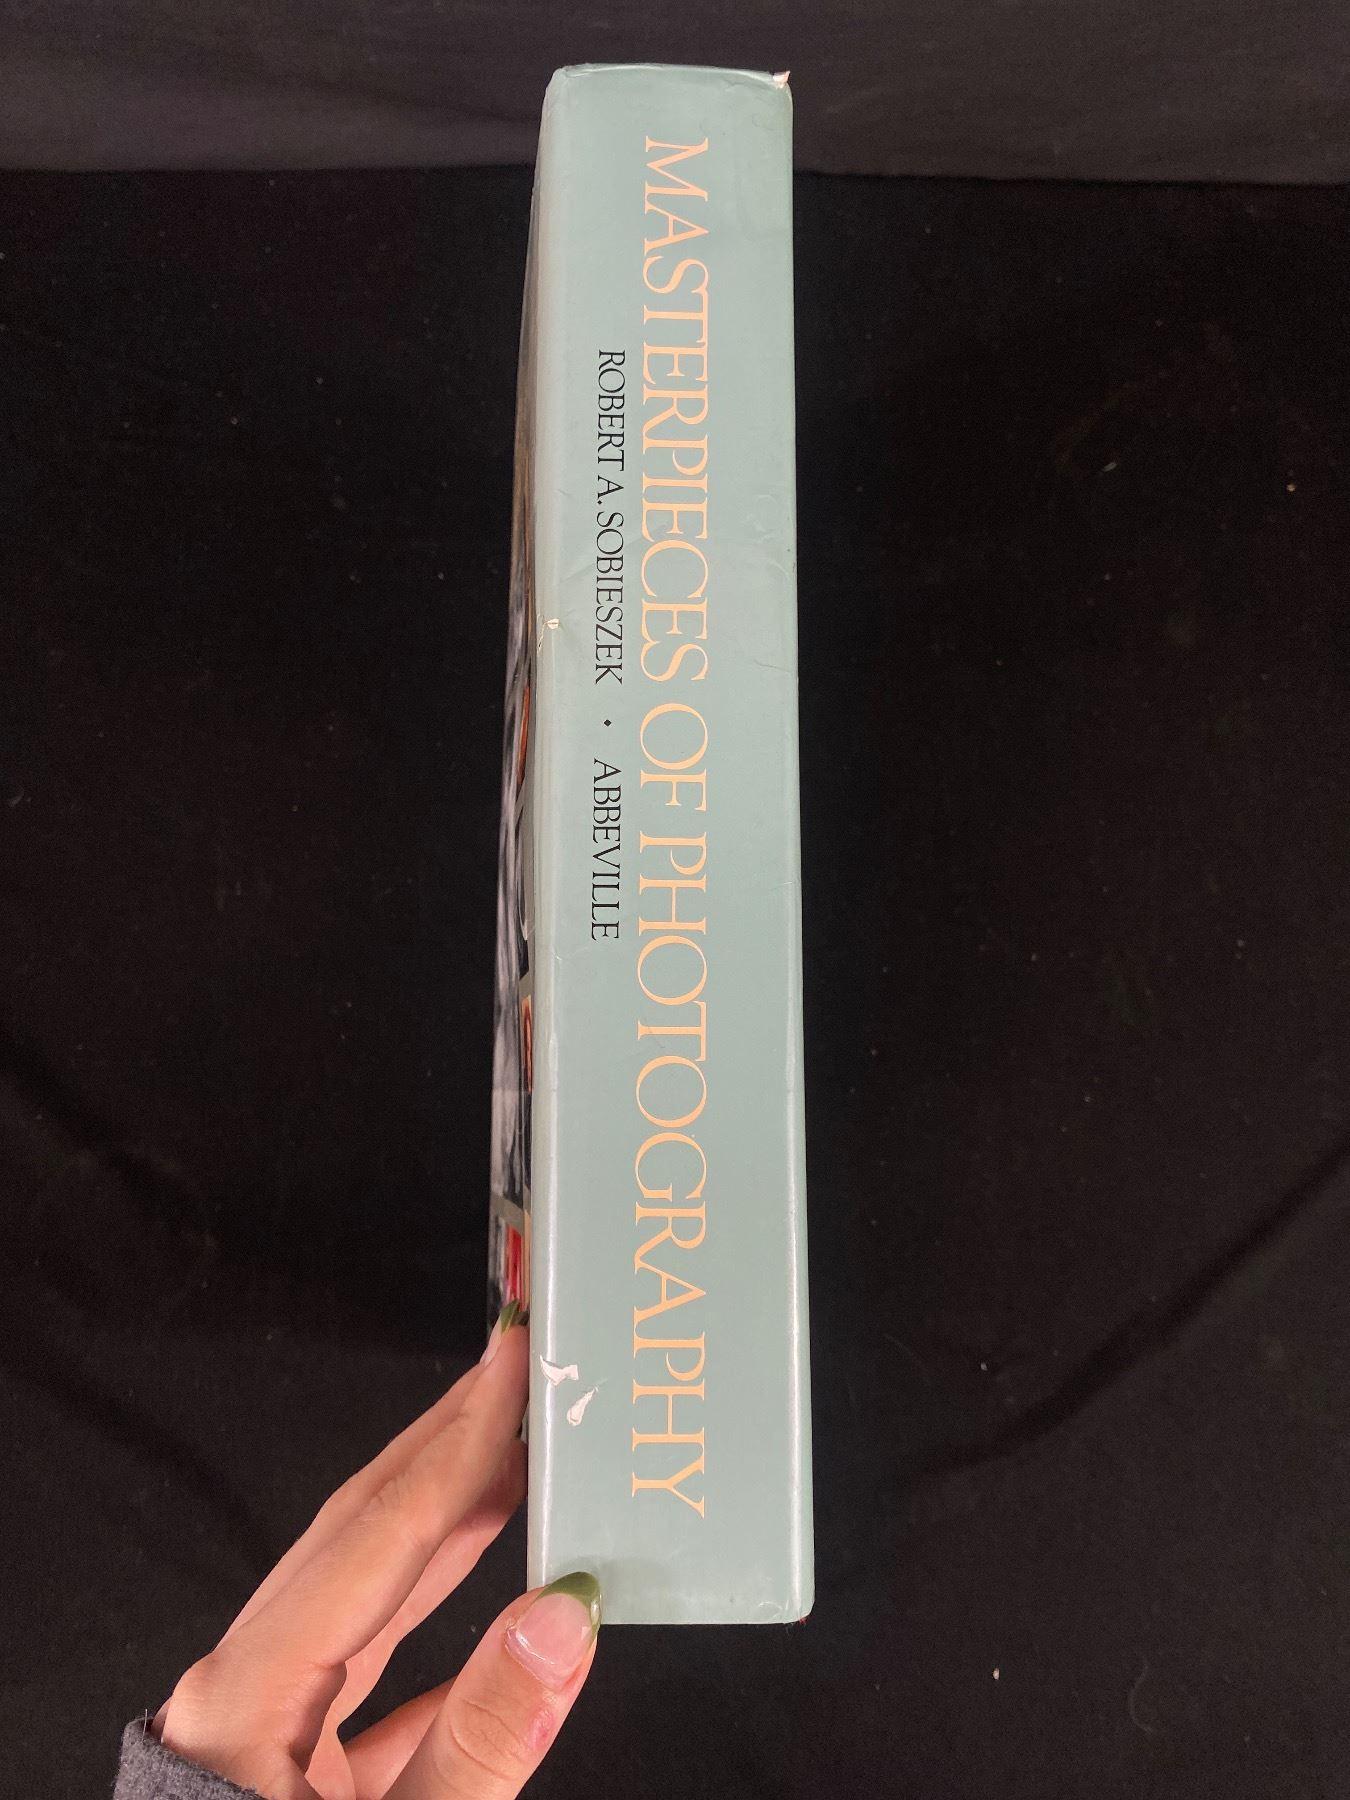 MASTERPIECES OF PHOTOGRAPHY
ROBERT A. SOBIESZEK • ABBEVILLE